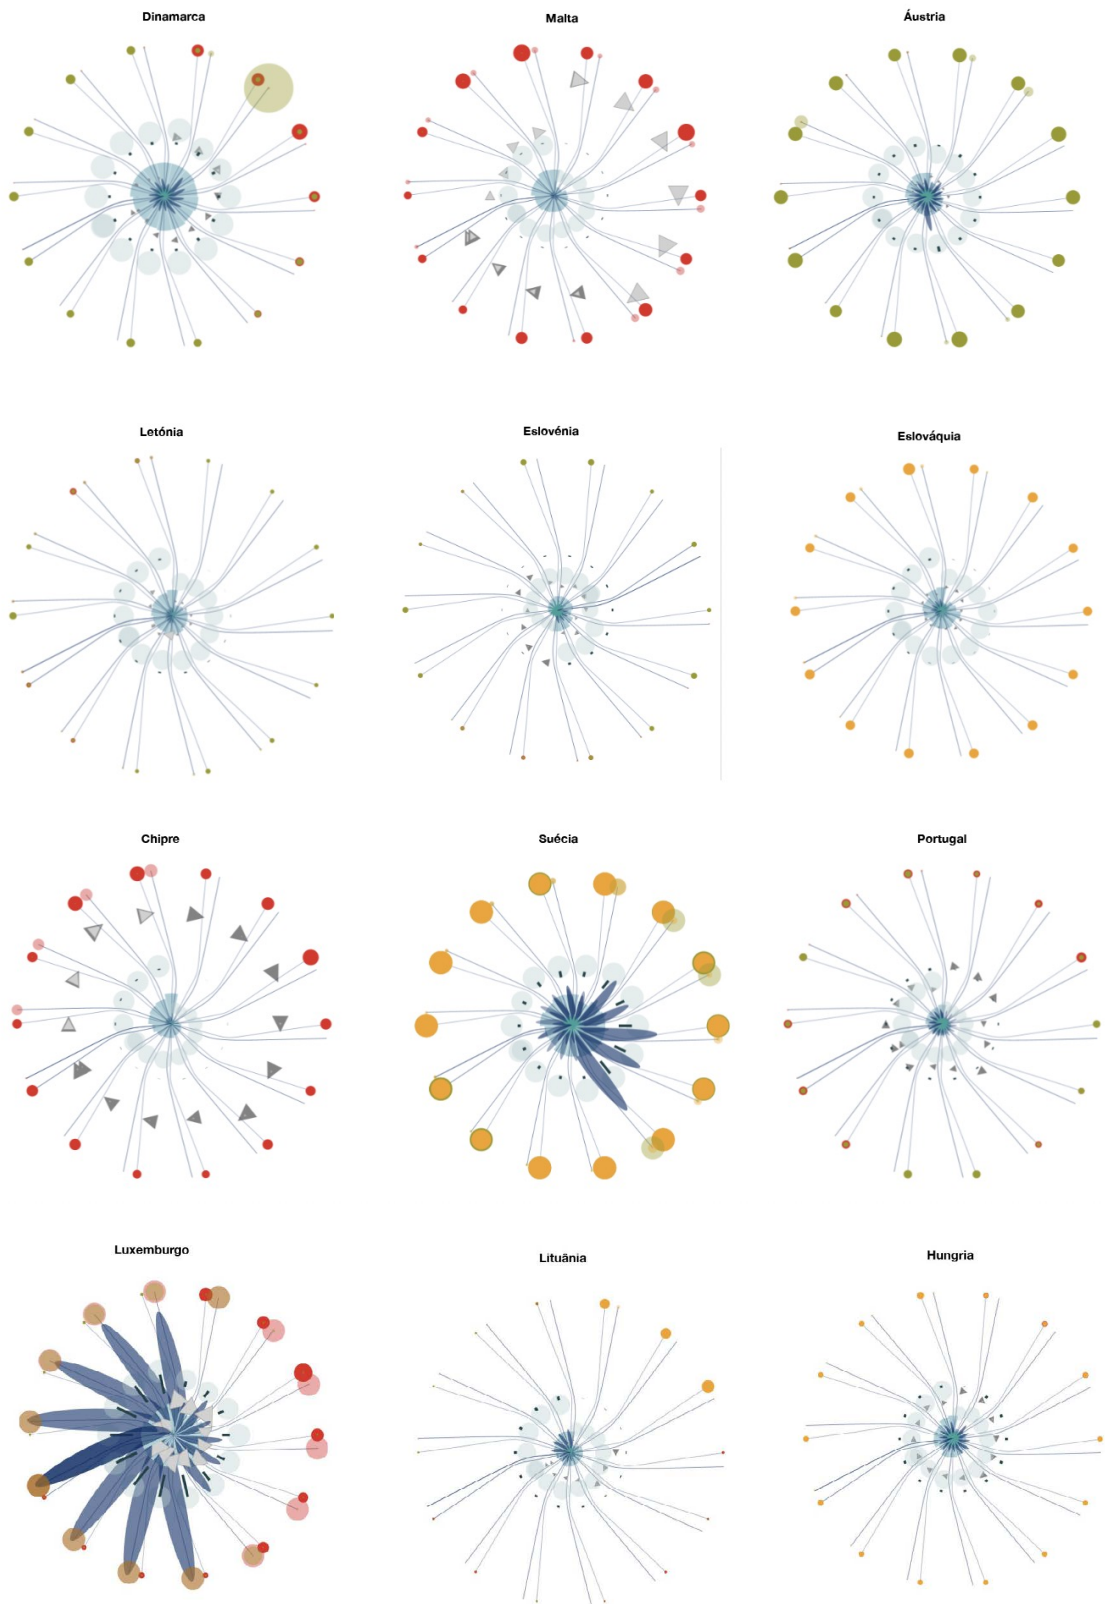 Dinamarca
Malta
Áustria
Letónia
Eslovénia
Eslováquia
Chipre
Suécia
Portugal
Luxemburgo
Lituânia
Hungria